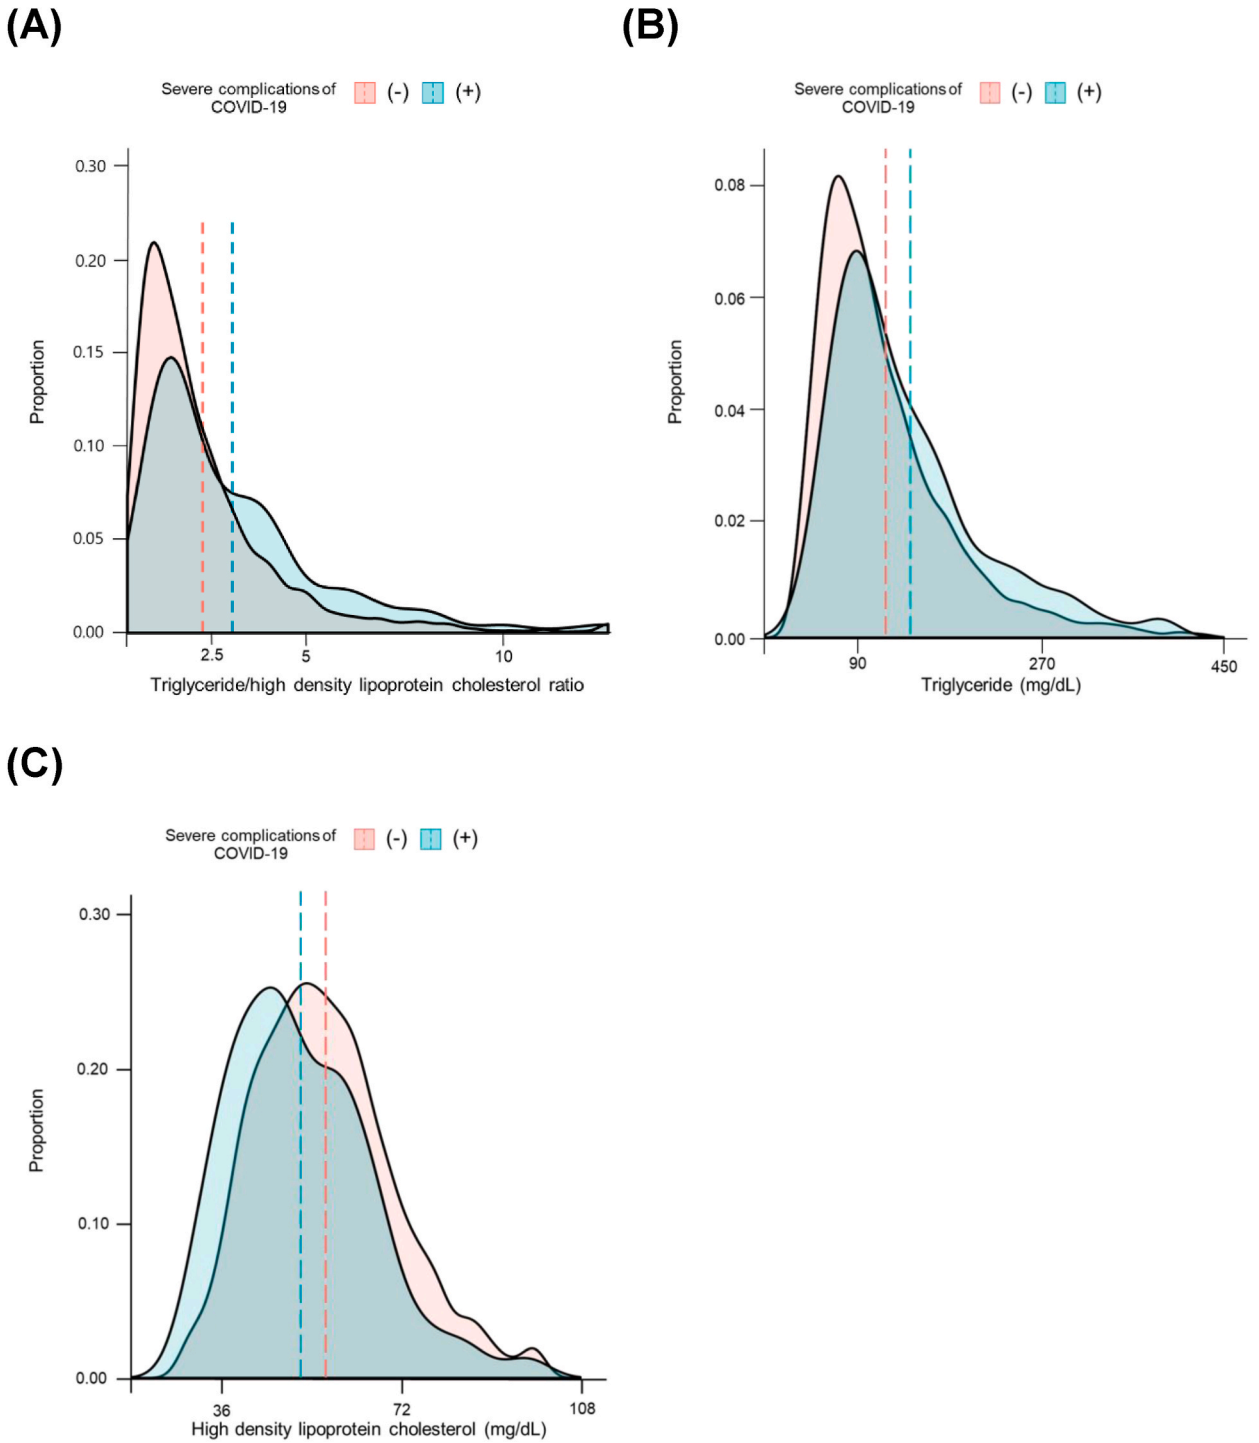 (A)
Severe complications of
COVID-19
(-)
(+)
0.30
0.20
0.15
0.10
0.05
0.00
Proportion
2.5
5
10
Triglyceride/high density lipoprotein cholesterol ratio
(B)
Severe complications of
COVID-19
(-)
(+)
0.08
0.06
0.04
0.02
0.00
Proportion
90
270
450
Triglyceride (mg/dL)
(C)
Severe complications of
COVID-19
(-)
(+)
0.30
0.20
0.10
0.00
Proportion
36
72
108
High density lipoprotein cholesterol (mg/dL)